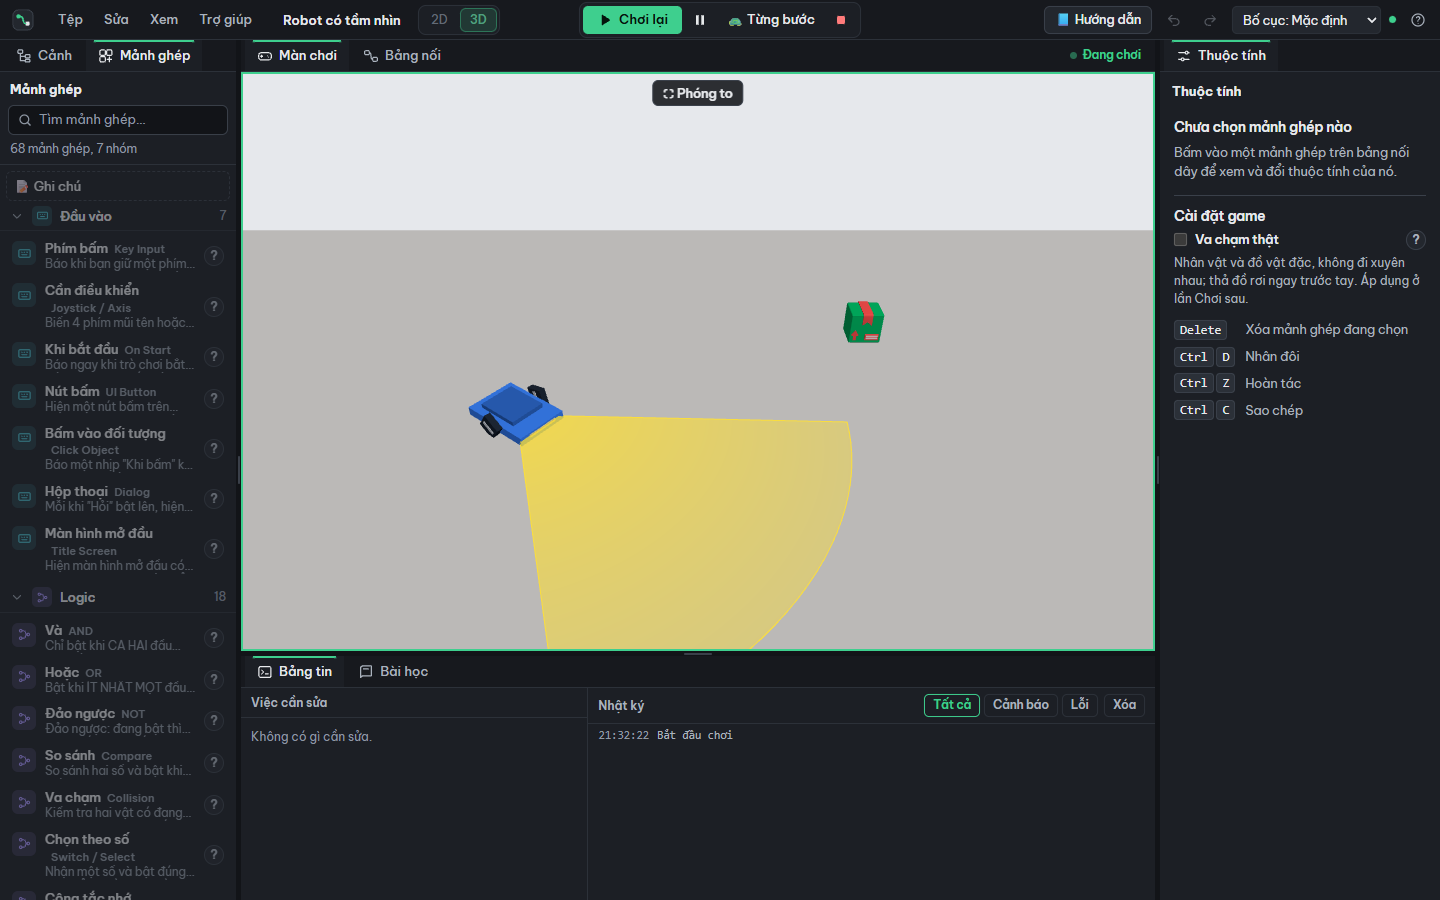 Tệp Sửa Xem Trợ giúp Robot có tầm nhìn 2D 3D Chơi lại Từng bước Hướng dẫn Bố cục: Mặc định
Cảnh Mảnh ghép
Mảnh ghép
Tìm mảnh ghép...
68 mảnh ghép, 7 nhóm
Ghi chú
Đầu vào 7
Phím bấm Key Input ?
Báo khi bạn giữ một phím...
Cần điều khiển
Joystick / Axis ?
Biến 4 phím mũi tên hoặc...
Khi bắt đầu On Start ?
Báo ngay khi trò chơi bắt...
Nút bấm UI Button ?
Hiện một nút bấm trên...
Bấm vào đối tượng
Click Object ?
Báo một nhịp "Khi bấm" k...
Hộp thoại Dialog ?
Mỗi khi "Hỏi" bật lên, hiện...
Màn hình mở đầu
Title Screen ?
Hiện màn hình mở đầu có...
Logic 18
Và AND ?
Chỉ bật khi CẢ HAI đầu...
Hoặc OR ?
Bật khi ÍT NHẤT MỘT đầu...
Đảo ngược NOT ?
Đảo ngược: đang bật thì...
So sánh Compare ?
So sánh hai số và bật khi...
Va chạm Collision ?
Kiểm tra hai vật có đang...
Chọn theo số
Switch / Select ?
Nhận một số và bật đúng...
Công tắc nhớ
Màn chơi Bảng nối Đang chơi
Phóng to
Bảng tin Bài học
Việc cần sửa
Không có gì cần sửa.
Nhật ký Tất cả Cảnh báo Lỗi Xóa
21:32:22 Bắt đầu chơi
Thuộc tính
Thuộc tính
Chưa chọn mảnh ghép nào
Bấm vào một mảnh ghép trên bảng nối
dây để xem và đổi thuộc tính của nó.
Cài đặt game
Va chạm thật ?
Nhân vật và đồ vật đặc, không đi xuyên
nhau; thả đồ rơi ngay trước tay. Áp dụng ở
lần Chơi sau.
Delete Xóa mảnh ghép đang chọn
Ctrl D Nhân đôi
Ctrl Z Hoàn tác
Ctrl C Sao chép